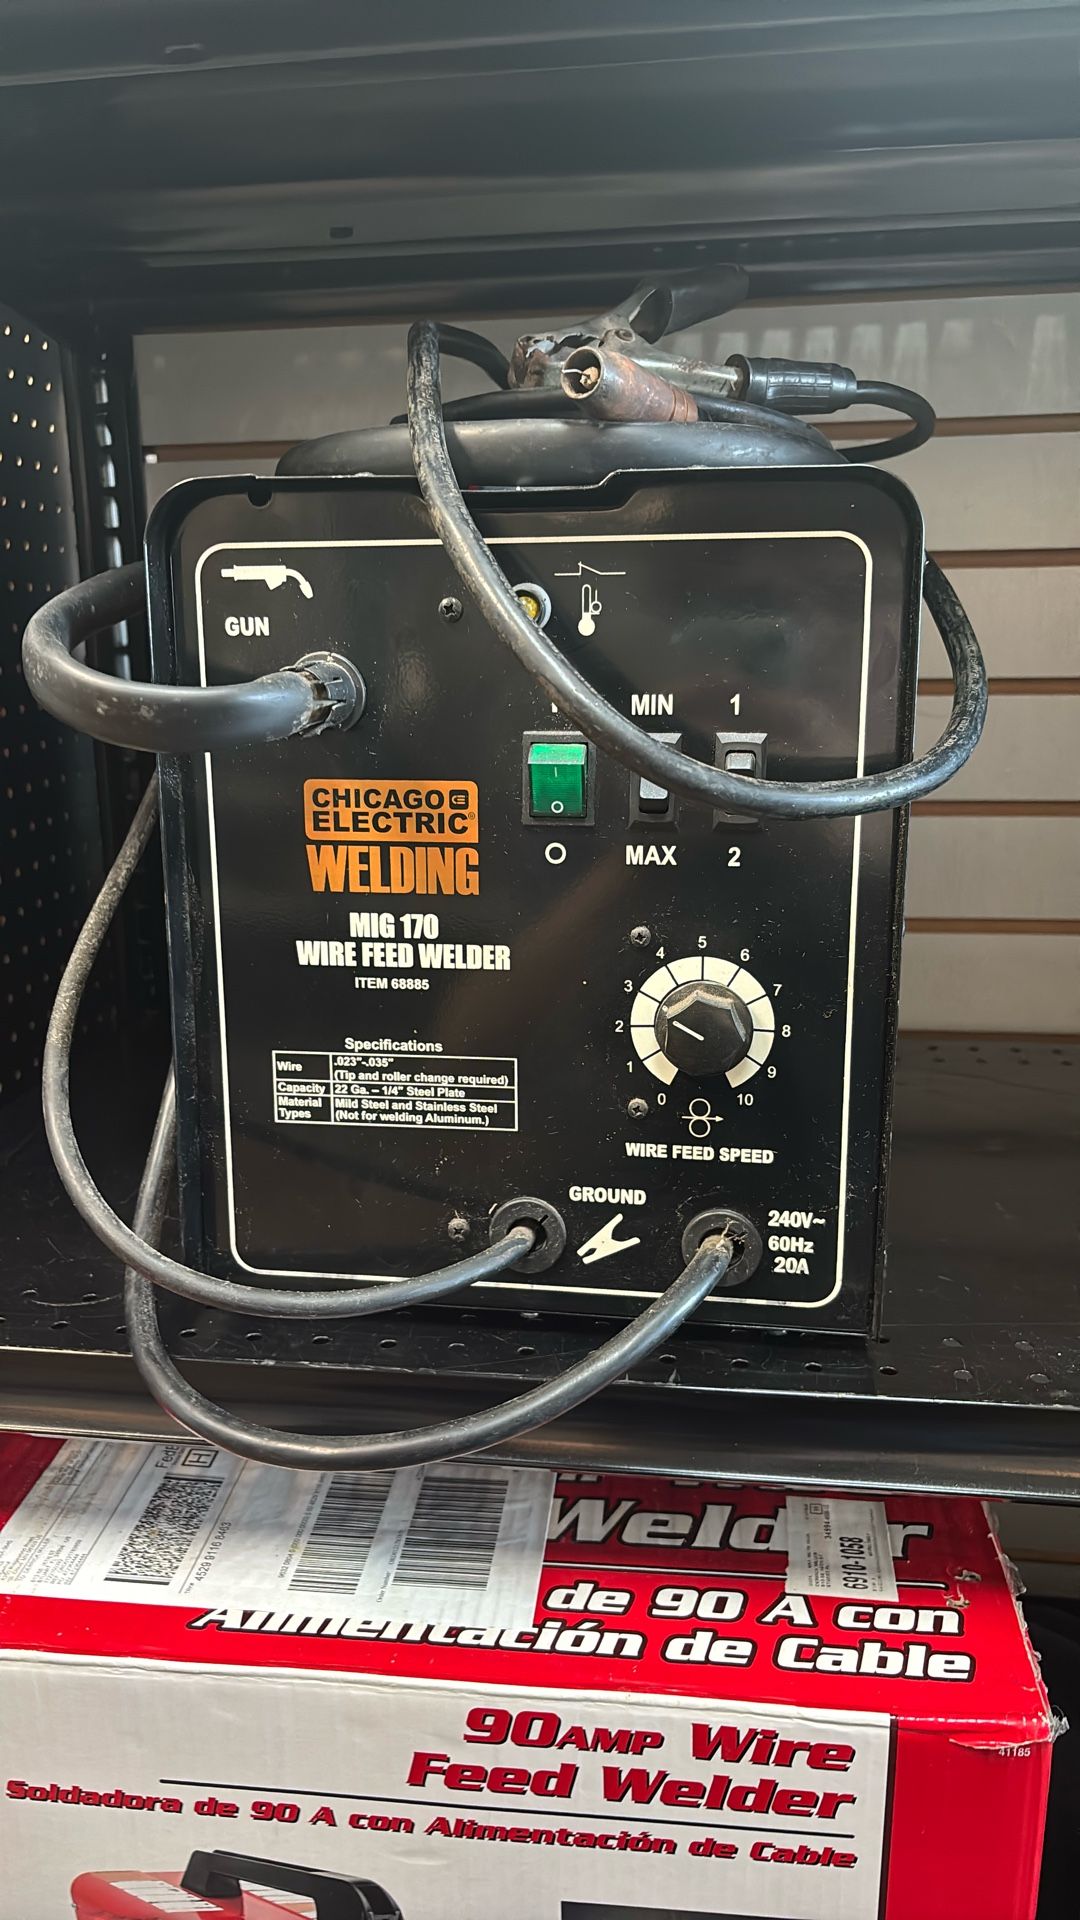 GUN
MIN
1
CHICAGO
ELECTRIC®
WELDING
MAX
2
MIG 170
WIRE FEED WELDER
ITEM 68885
Specifications
Wire .023"-.035"
(Tip and roller change required)
Capacity 22 Ga. – 1/4" Steel Plate
Material Types Mild Steel and Stainless Steel
(Not for welding Aluminum.)
0 1 2 3 4 5 6 7 8 9 10
WIRE FEED SPEED
GROUND
240V~
60Hz
20A
4529 9116 6463
6910-1058
Welder
de 90 A con
Alimentación de Cable
41185
90AMP Wire
Feed Welder
Soldadora de 90 A con Alimentación de Cable